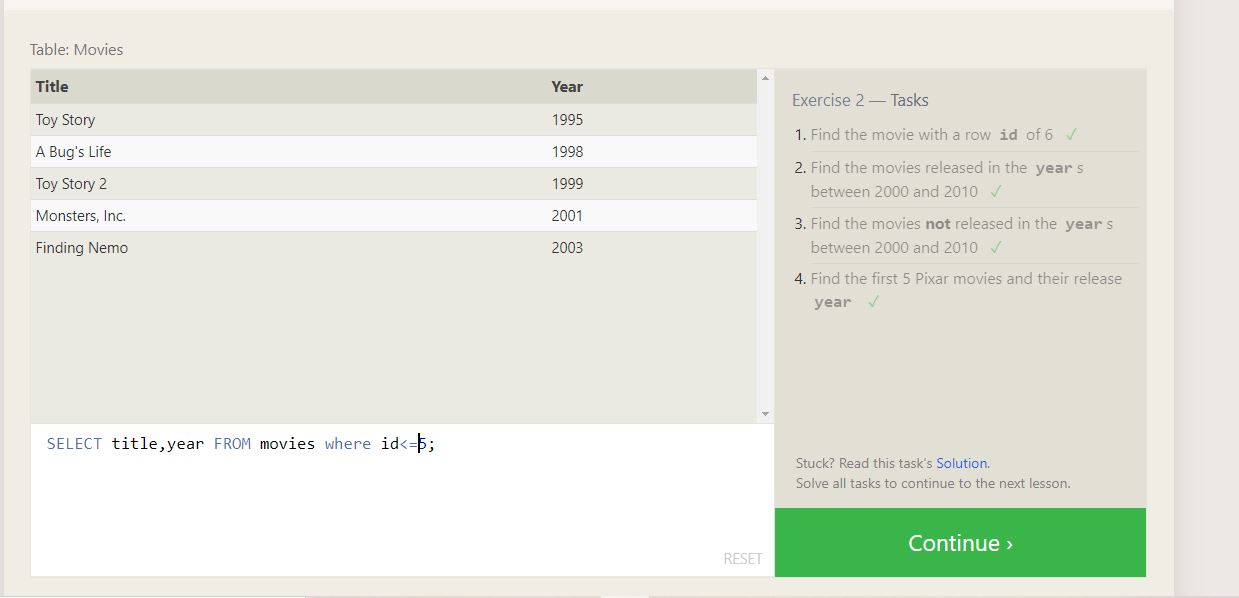 Table: Movies
Title Year
Toy Story 1995
A Bug's Life 1998
Toy Story 2 1999
Monsters, Inc. 2001
Finding Nemo 2003
SELECT title,year FROM movies where id<=5;
RESET
Exercise 2 — Tasks
1. Find the movie with a row id of 6 ✓
2. Find the movies released in the year s
between 2000 and 2010 ✓
3. Find the movies not released in the year s
between 2000 and 2010 ✓
4. Find the first 5 Pixar movies and their release
year ✓
Stuck? Read this task's Solution.
Solve all tasks to continue to the next lesson.
Continue ›